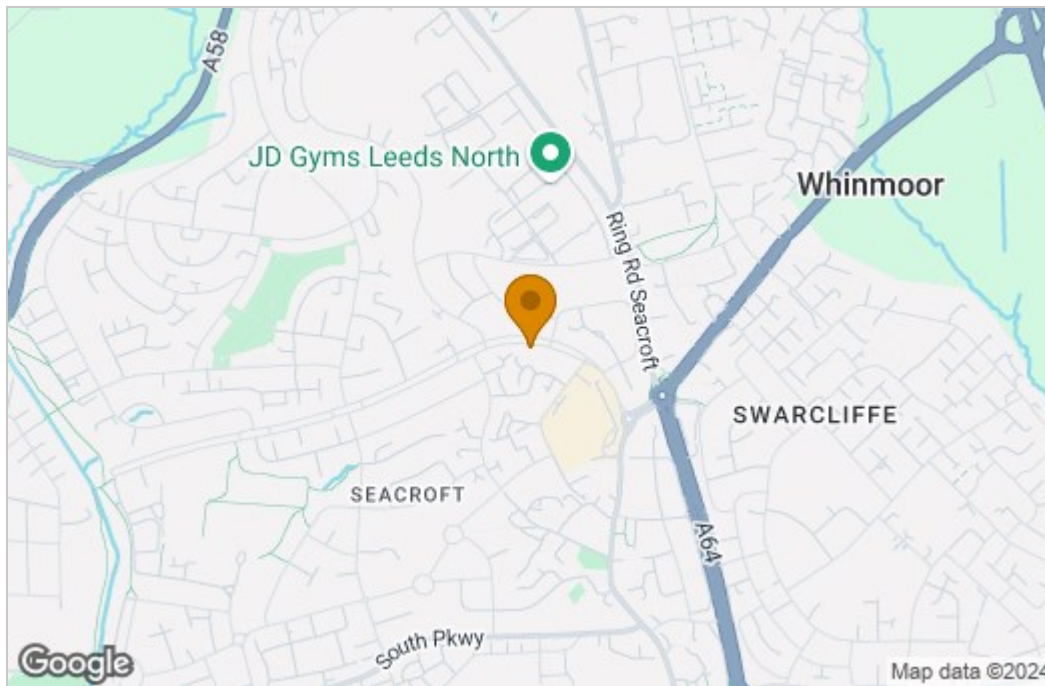 A58
JD Gyms Leeds North
Whinmoor
Ring Rd Seacroft
SWARCLIFFE
SEACROFT
A64
South Pkwy
Google
Map data ©2024